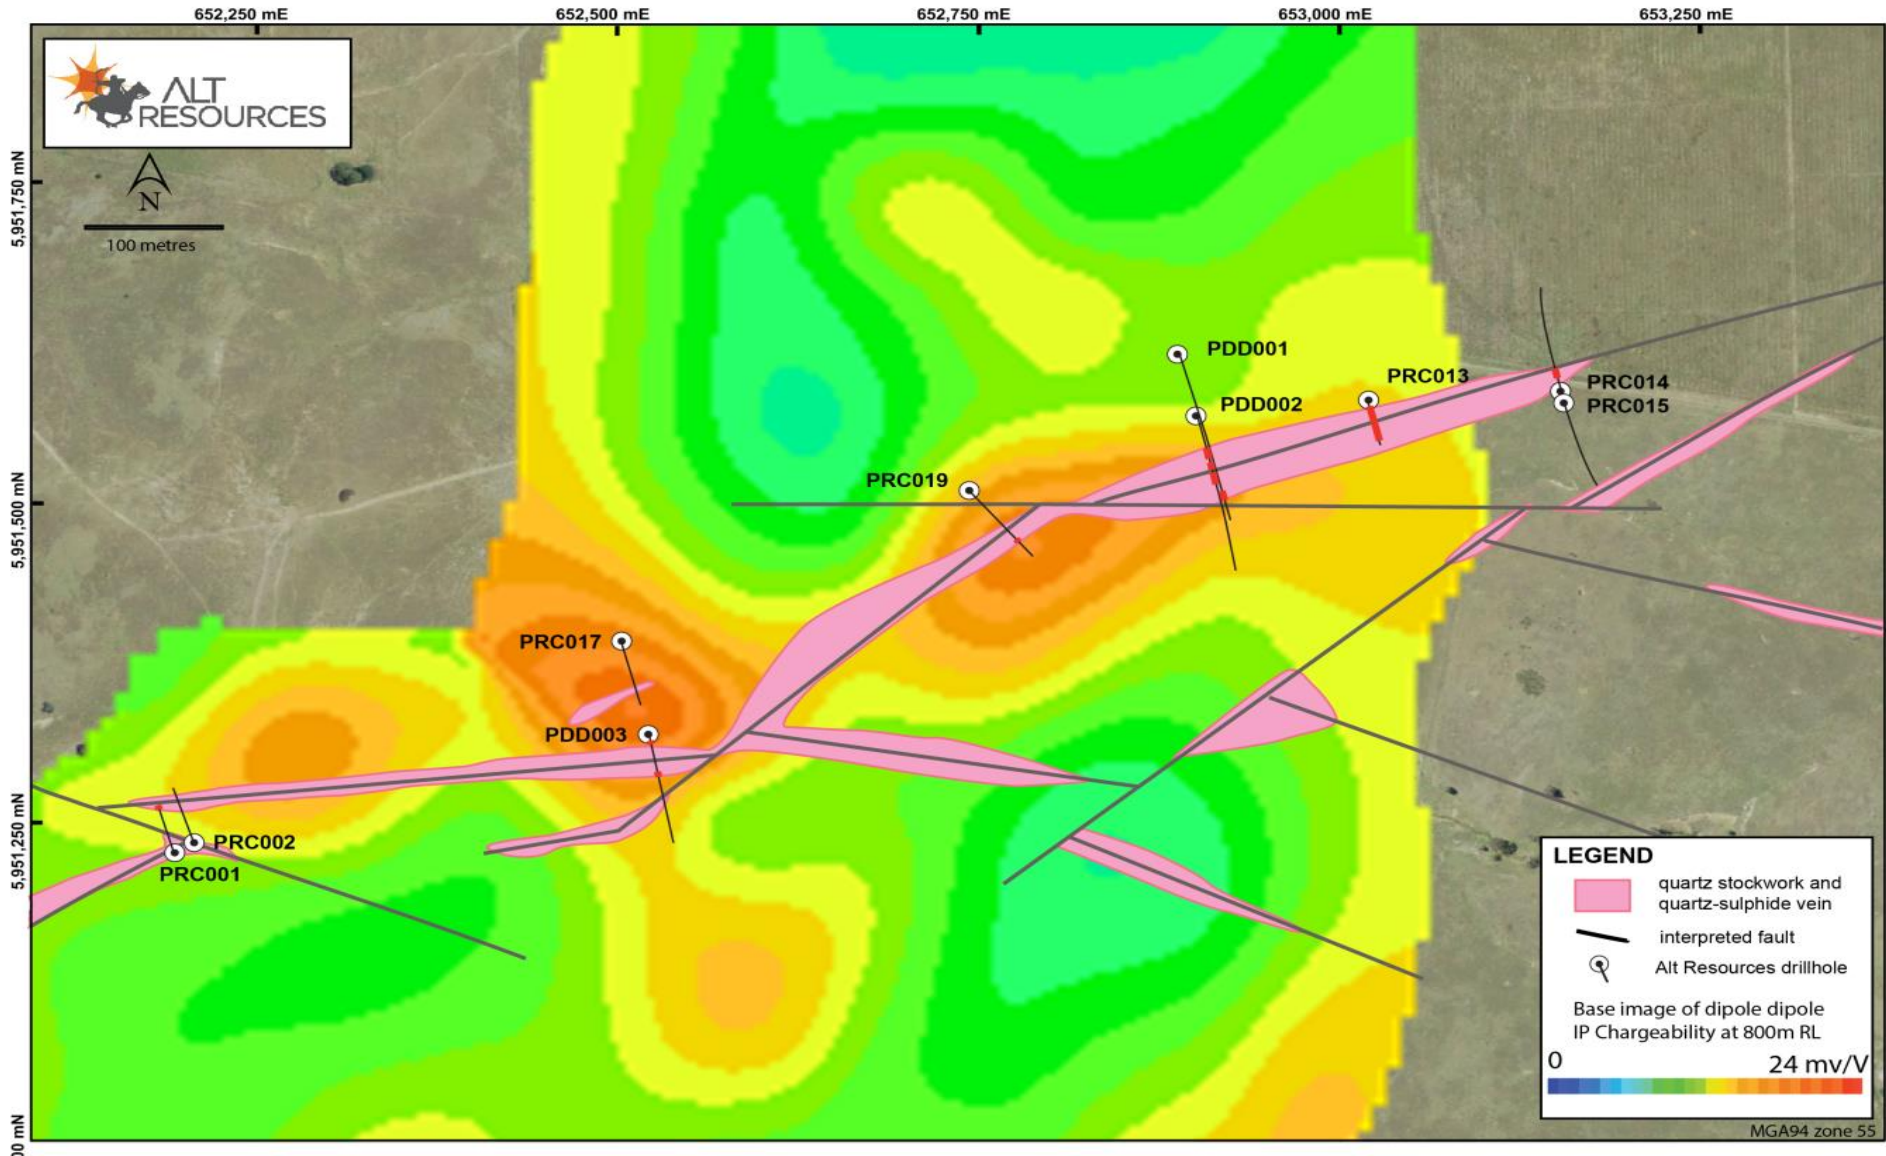 652,250 mE
652,500 mE
652,750 mE
653,000 mE
653,250 mE
ALT
RESOURCES
N
100 metres
5,951,750 mN
5,951,500 mN
5,951,250 mN
00 mN
PDD001
PDD002
PRC013
PRC014
PRC015
PRC019
PRC017
PDD003
PRC002
PRC001
LEGEND
quartz stockwork and
quartz-sulphide vein
interpreted fault
Alt Resources drillhole
Base image of dipole dipole
IP Chargeability at 800m RL
0 24 mv/V
MGA94 zone 55